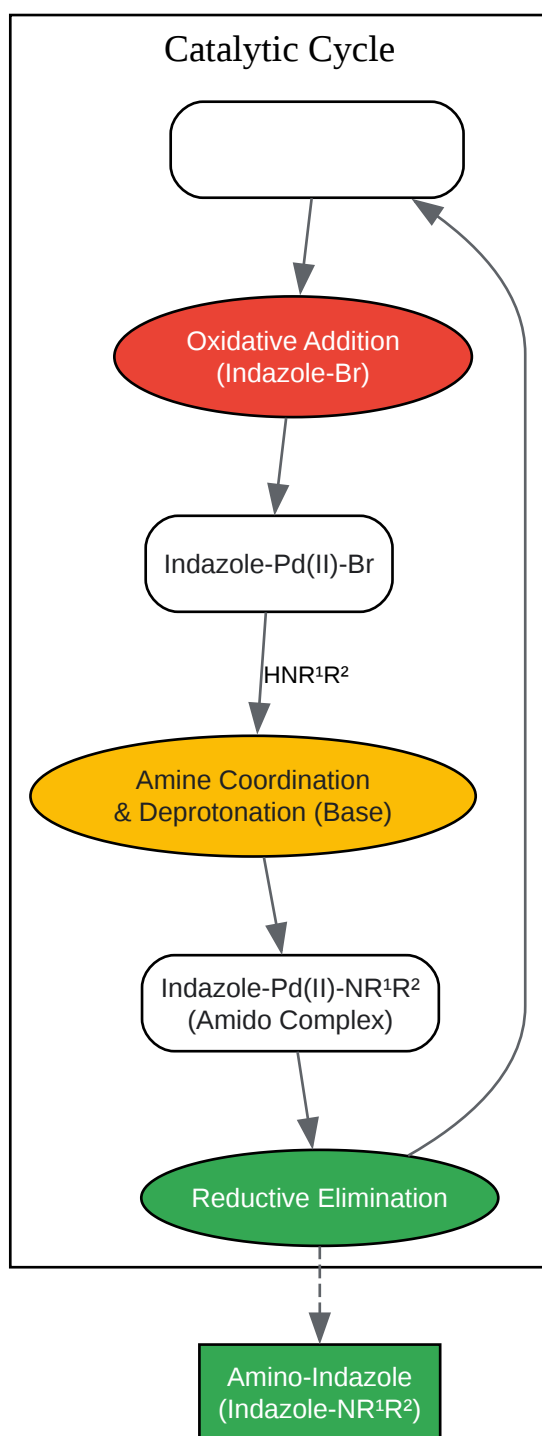 Catalytic Cycle
Oxidative Addition
(Indazole-Br)
Indazole-Pd(II)-Br
HNR¹R²
Amine Coordination
& Deprotonation (Base)
Indazole-Pd(II)-NR¹R²
(Amido Complex)
Reductive Elimination
Amino-Indazole
(Indazole-NR¹R²)